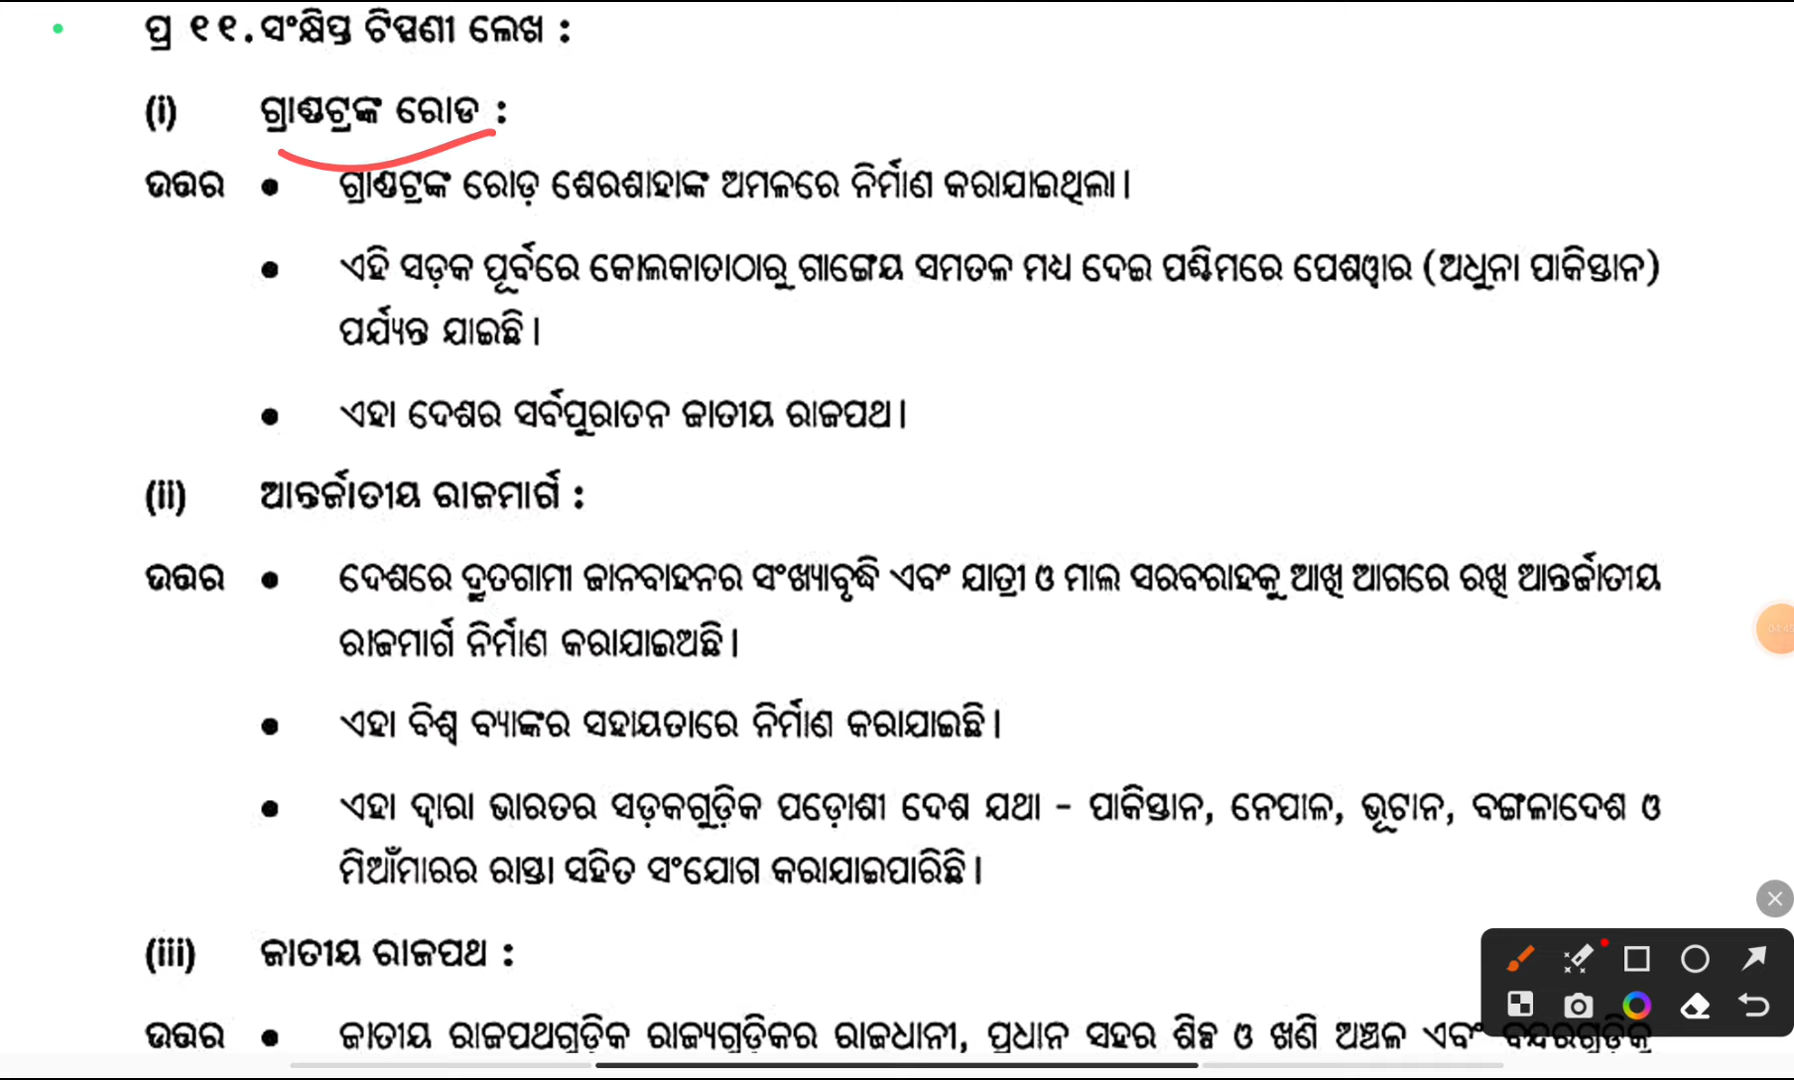 ପ୍ର ୧୧. ସଂକ୍ଷିପ୍ତ ଟିପ୍ପଣୀ ଲେଖ :
(i) ଗ୍ରାଣ୍ଡଟ୍ରଙ୍କ ରୋଡ :
ଉତ୍ତର ● ଗ୍ରାଣ୍ଡଟ୍ରଙ୍କ ରୋଡ଼ ଶେରଶାହାଙ୍କ ଅମଳରେ ନିର୍ମାଣ କରାଯାଇଥିଲା ।
● ଏହି ସଡ଼କ ପୂର୍ବରେ କୋଲକାତାଠାରୁ ଗାଙ୍ଗେୟ ସମତଳ ମଧ୍ୟ ଦେଇ ପଶ୍ଚିମରେ ପେଶୱାର (ଅଧୁନା ପାକିସ୍ତାନ)
ପର୍ଯ୍ୟନ୍ତ ଯାଇଛି ।
● ଏହା ଦେଶର ସର୍ବପୁରାତନ ଜାତୀୟ ରାଜପଥ ।
(ii) ଆନ୍ତର୍ଜାତୀୟ ରାଜମାର୍ଗ :
ଉତ୍ତର ● ଦେଶରେ ଦ୍ରୁତଗାମୀ ଜାନବାହନର ସଂଖ୍ୟାବୃଦ୍ଧି ଏବଂ ଯାତ୍ରୀ ଓ ମାଲ ସରବରାହକୁ ଆଖି ଆଗରେ ରଖି ଆନ୍ତର୍ଜାତୀୟ
ରାଜମାର୍ଗ ନିର୍ମାଣ କରାଯାଇଅଛି ।
● ଏହା ବିଶ୍ୱ ବ୍ୟାଙ୍କର ସହାୟତାରେ ନିର୍ମାଣ କରାଯାଇଛି ।
● ଏହା ଦ୍ୱାରା ଭାରତର ସଡ଼କଗୁଡ଼ିକ ପଡ଼ୋଶୀ ଦେଶ ଯଥା - ପାକିସ୍ତାନ, ନେପାଳ, ଭୂଟାନ, ବଙ୍ଗଳାଦେଶ ଓ
ମିଆଁମାରର ରାସ୍ତା ସହିତ ସଂଯୋଗ କରାଯାଇପାରିଛି ।
(iii) ଜାତୀୟ ରାଜପଥ :
ଉତ୍ତର ● ଜାତୀୟ ରାଜପଥଗୁଡ଼ିକ ରାଜ୍ୟଗୁଡ଼ିକର ରାଜଧାନୀ, ପ୍ରଧାନ ସହର ଶିଳ୍ପ ଓ ଖଣି ଅଞ୍ଚଳ ଏବଂ ବନ୍ଦରଗୁଡ଼ିକୁ